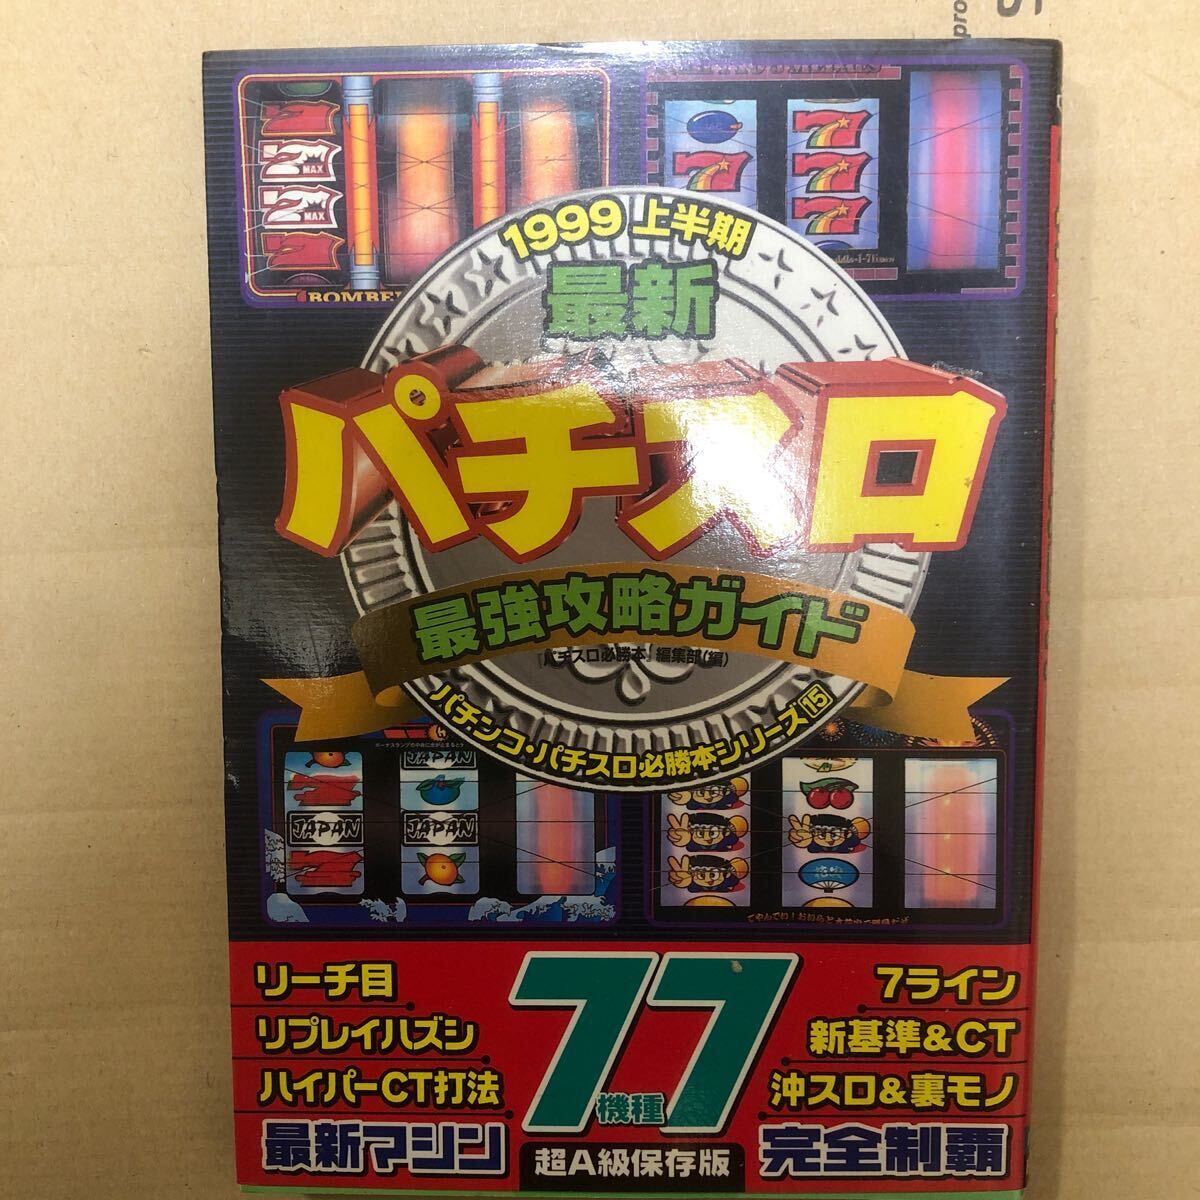 pro
S
MAX
MAX
BOMBE
1999 上半期
最新
パチスロ
最強攻略ガイド
『パチスロ必勝本』編集部(編)
パチンコ・パチスロ必勝本シリーズ15
JAPAN
JAPAN
JAPAN
リーチ目
リプレイハズシ
ハイパーCT打法
最新マシン
77
機種
超A級保存版
7ライン
新基準&CT
沖スロ&裏モノ
完全制覇